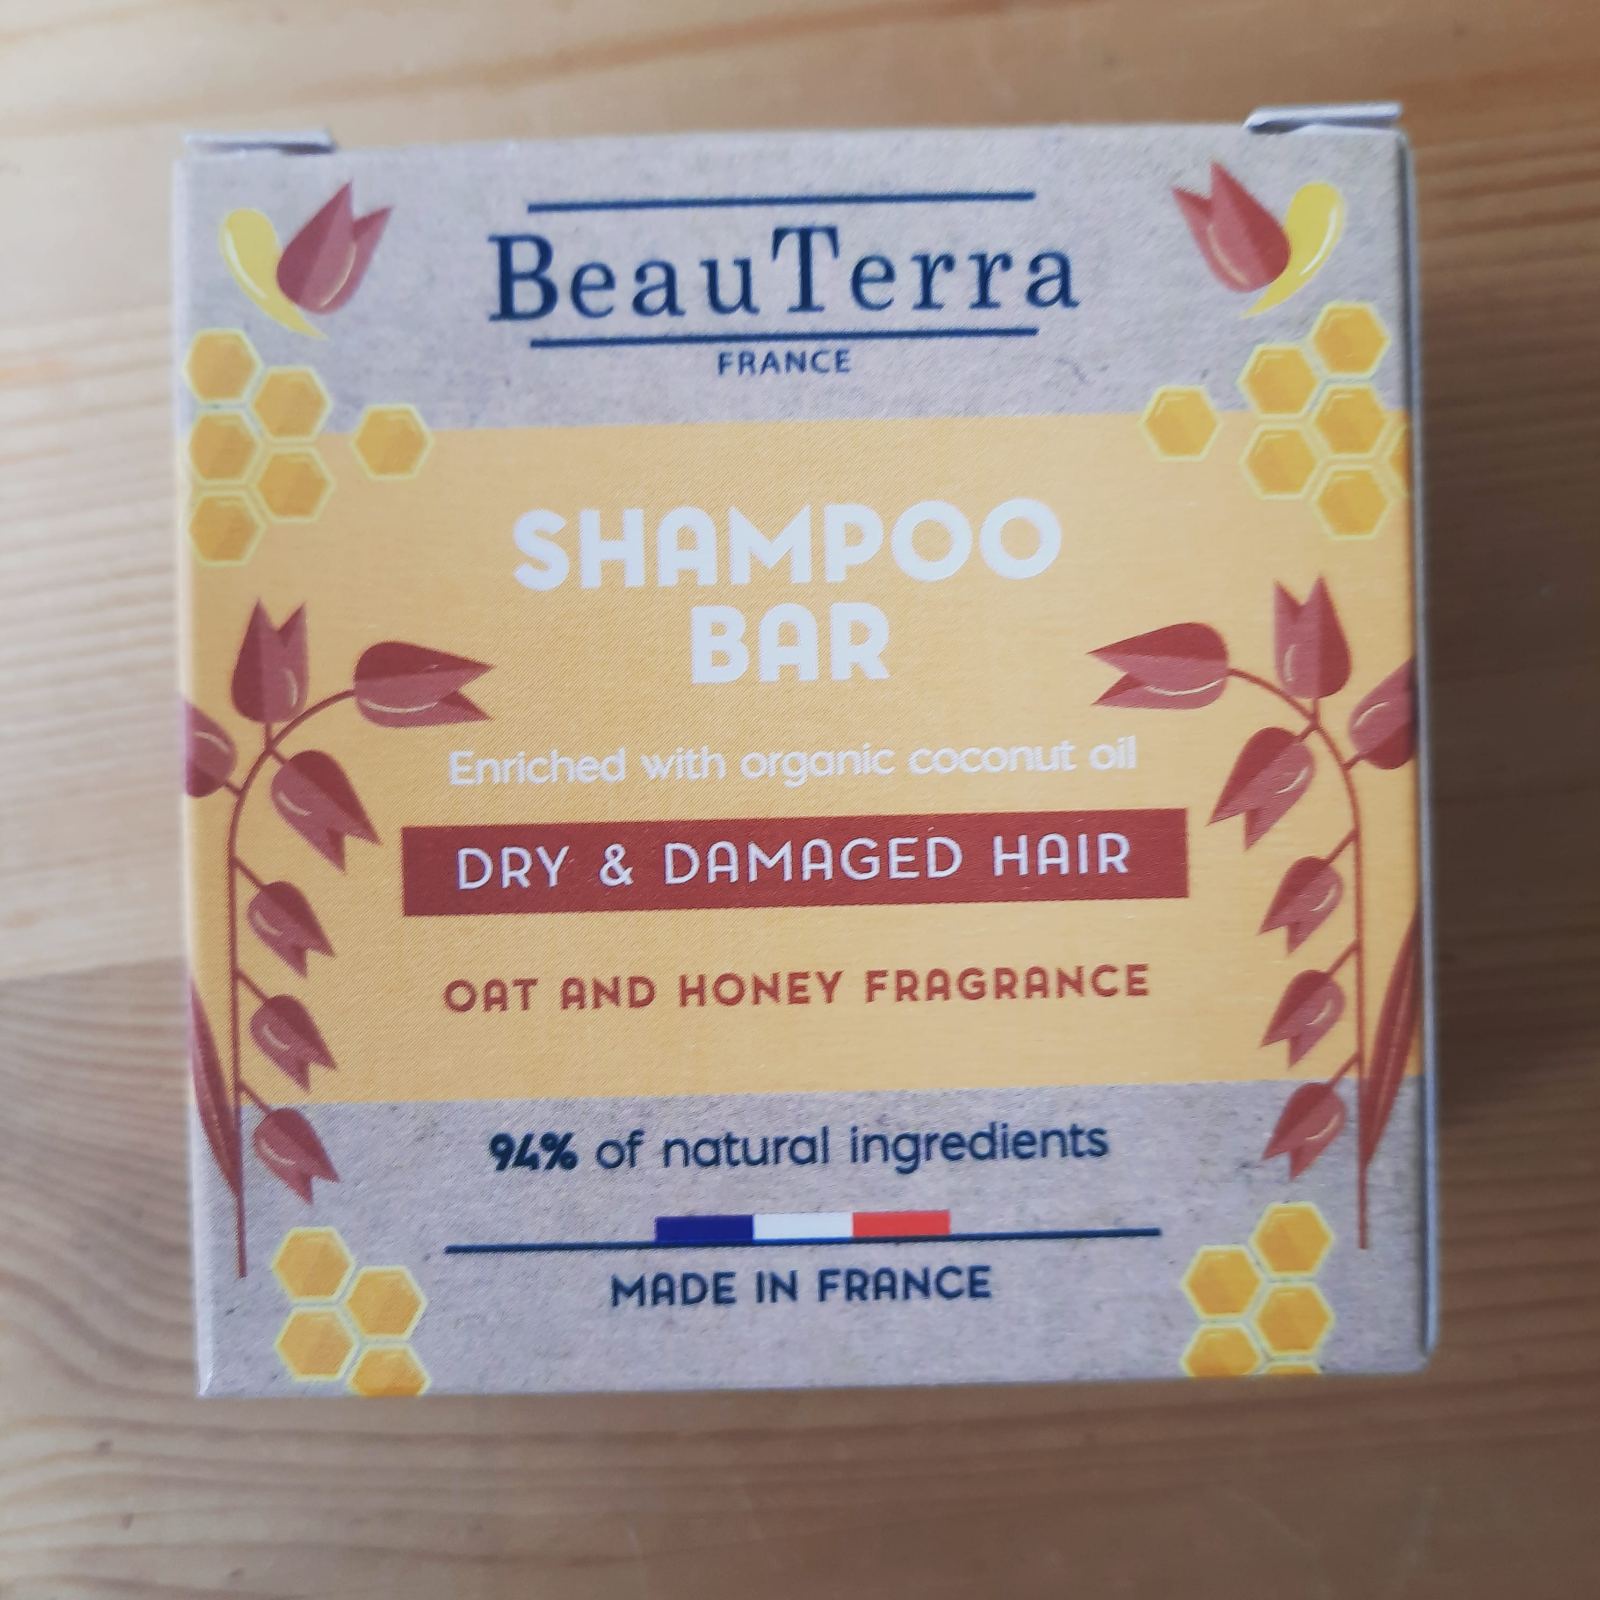 BeauTerra
FRANCE
SHAMPOO
BAR
Enriched with organic coconut oil
DRY & DAMAGED HAIR
OAT AND HONEY FRAGRANCE
94% of natural ingredients
MADE IN FRANCE